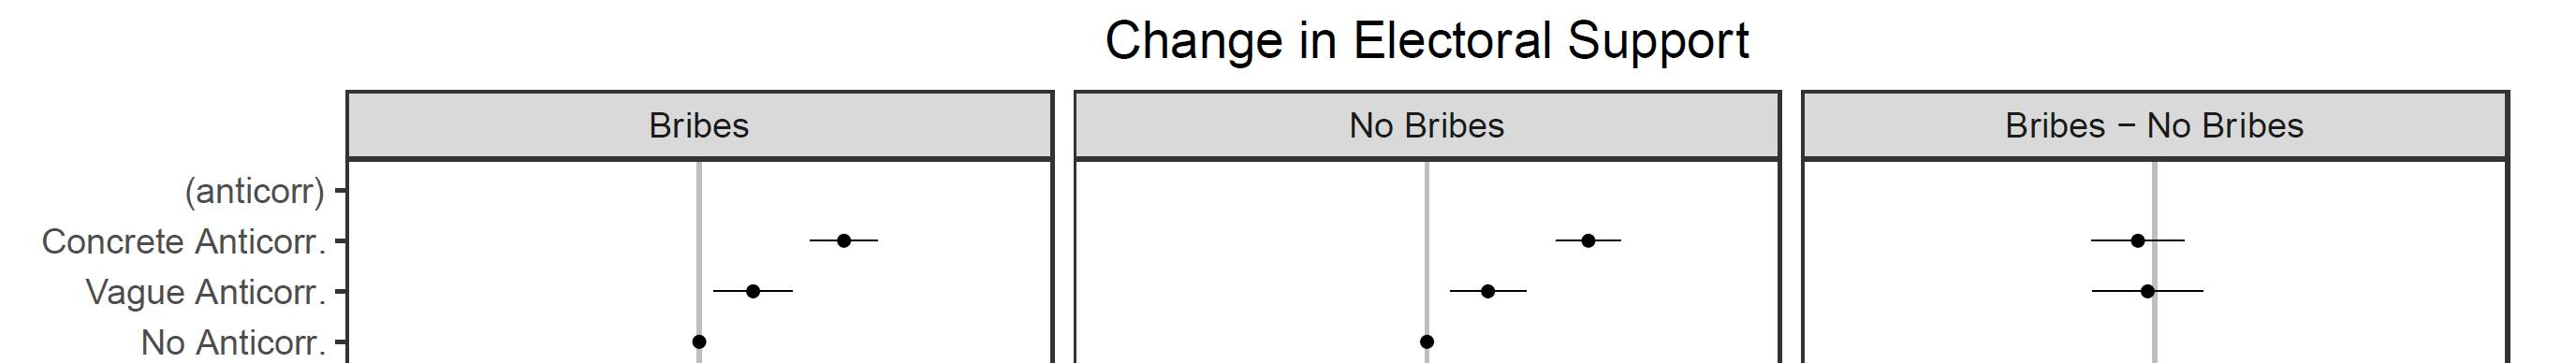 Change in Electoral Support
Bribes
No Bribes
Bribes − No Bribes
(anticorr)
Concrete Anticorr.
Vague Anticorr.
No Anticorr.